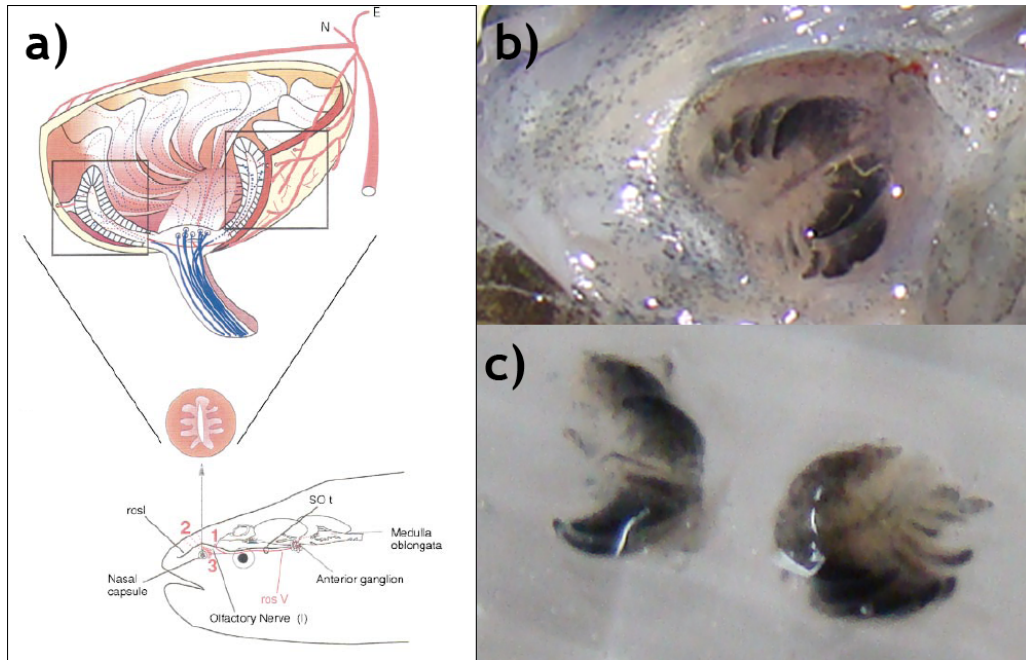 a)
N
E
b)
c)
rosl
2
1
3
SO t
Medulla
oblongata
Nasal
capsule
Anterior ganglion
ros V
Olfactory Nerve (I)